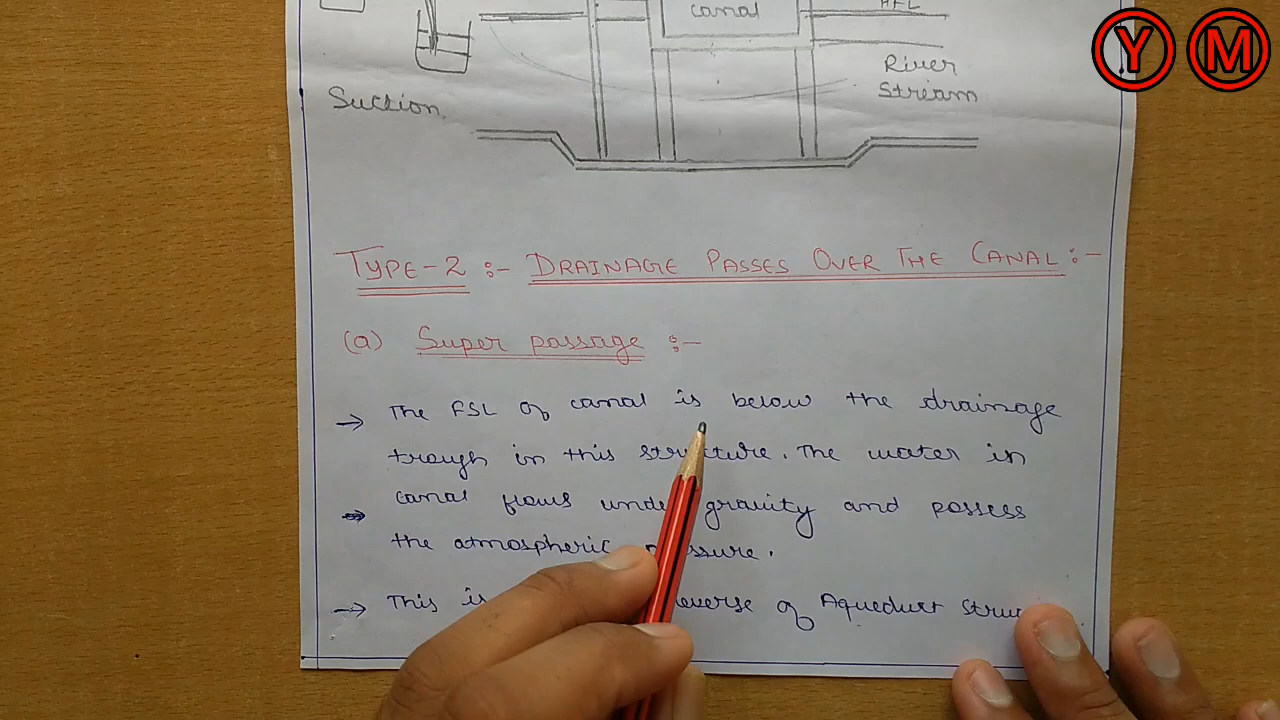 canal
HFL
River
Stream
Suction
TYPE-2 :- DRAINAGE PASSES OVER THE CANAL :-
(a) Super passage :-
→ The FSL of canal is below the drainage
trough in this structure. The water in
canal flows under gravity and possess
the atmospheric pressure.
→ This is reverse of Aqueduct
Y M